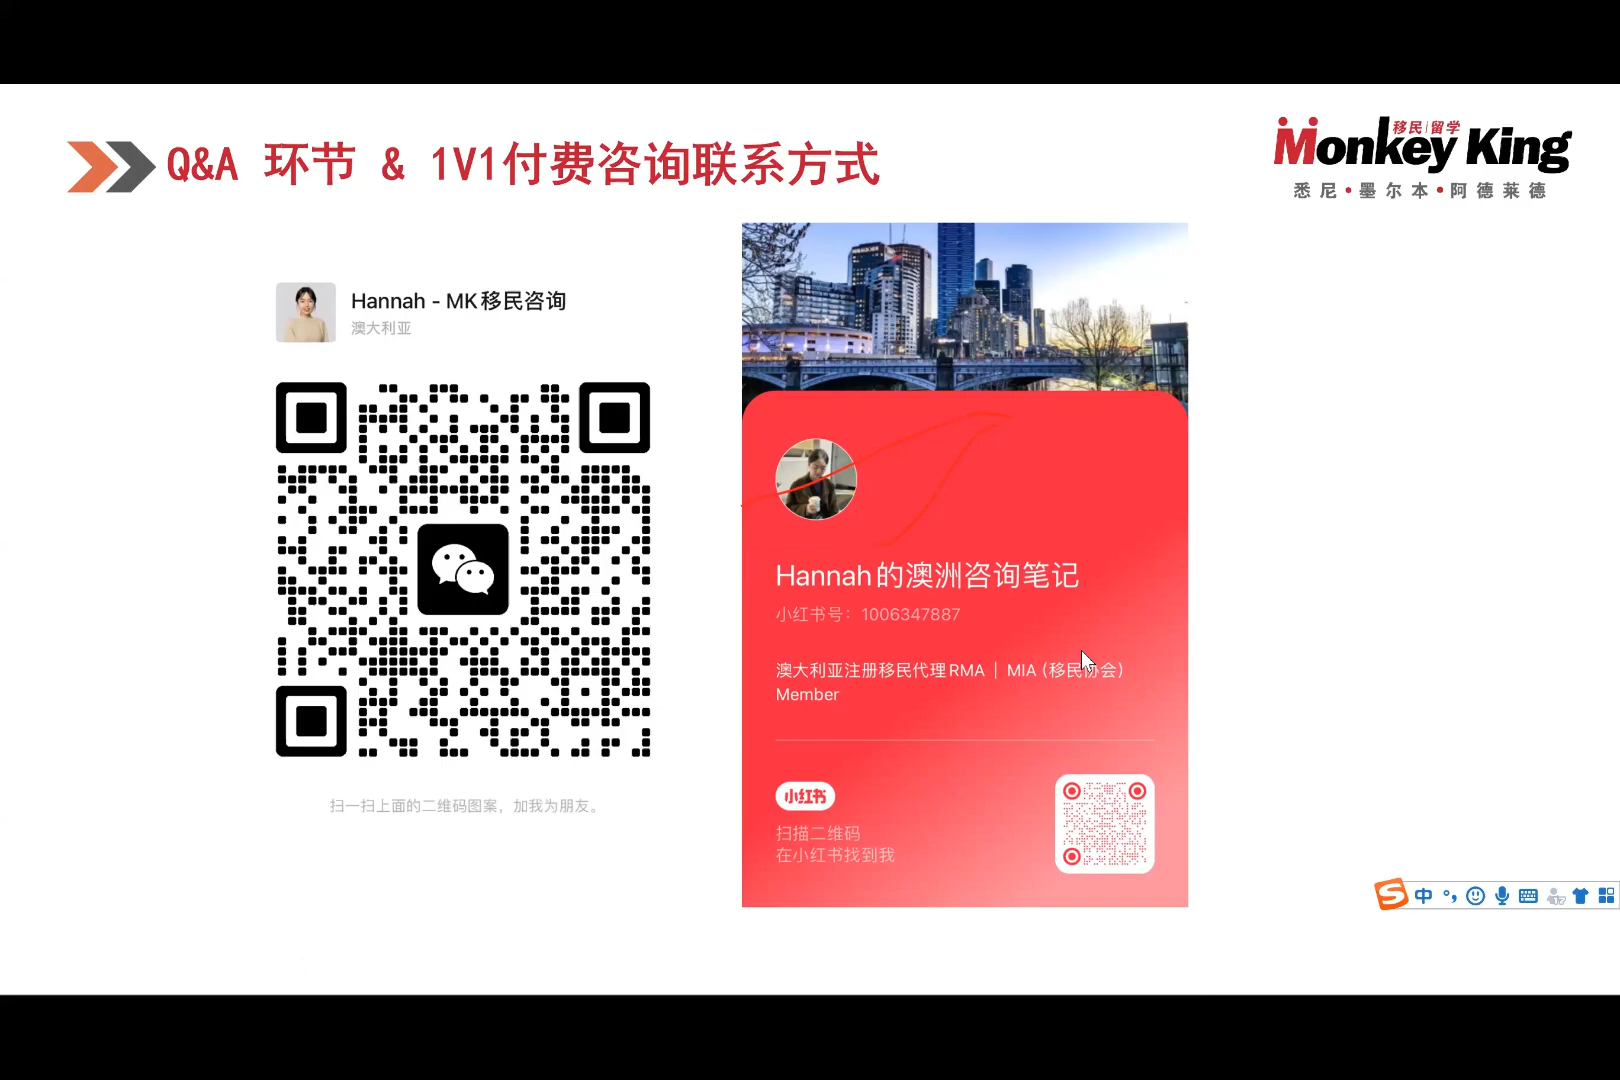 Q&A 环节 & 1V1付费咨询联系方式
移民|留学
Monkey King
悉尼•墨尔本•阿德莱德
Hannah - MK移民咨询
澳大利亚
扫一扫上面的二维码图案，加我为朋友。
Hannah的澳洲咨询笔记
小红书号：1006347887
澳大利亚注册移民代理RMA | MIA（移民协会）
Member
小红书
扫描二维码
在小红书找到我
中